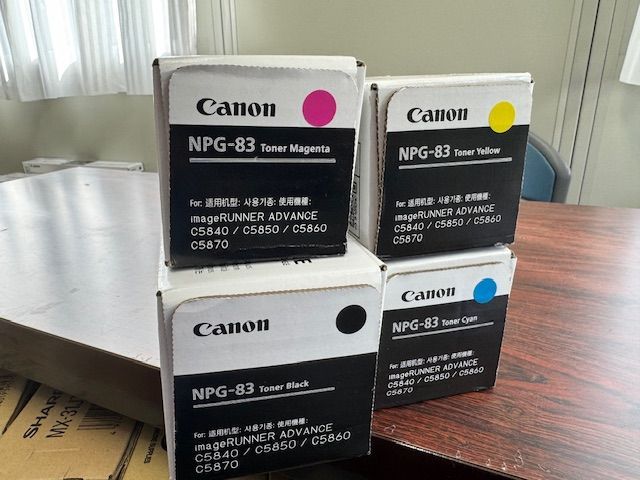 Canon
NPG-83 Toner Magenta
For: 适用机型: 사용기종: 使用機種:
imageRUNNER ADVANCE
C5840 / C5850 / C5860
C5870
Canon
NPG-83 Toner Yellow
For: 适用机型: 사용기종: 使用機種:
imageRUNNER ADVANCE
C5840 / C5850 / C5860
C5870
Canon
NPG-83 Toner Black
For: 适用机型: 사용기종: 使用機種:
imageRUNNER ADVANCE
C5840 / C5850 / C5860
C5870
Canon
NPG-83 Toner Cyan
For: 适用机型: 사용기종: 使用機種:
imageRUNNER ADVANCE
C5840 / C5850 / C5860
C5870
SHARP